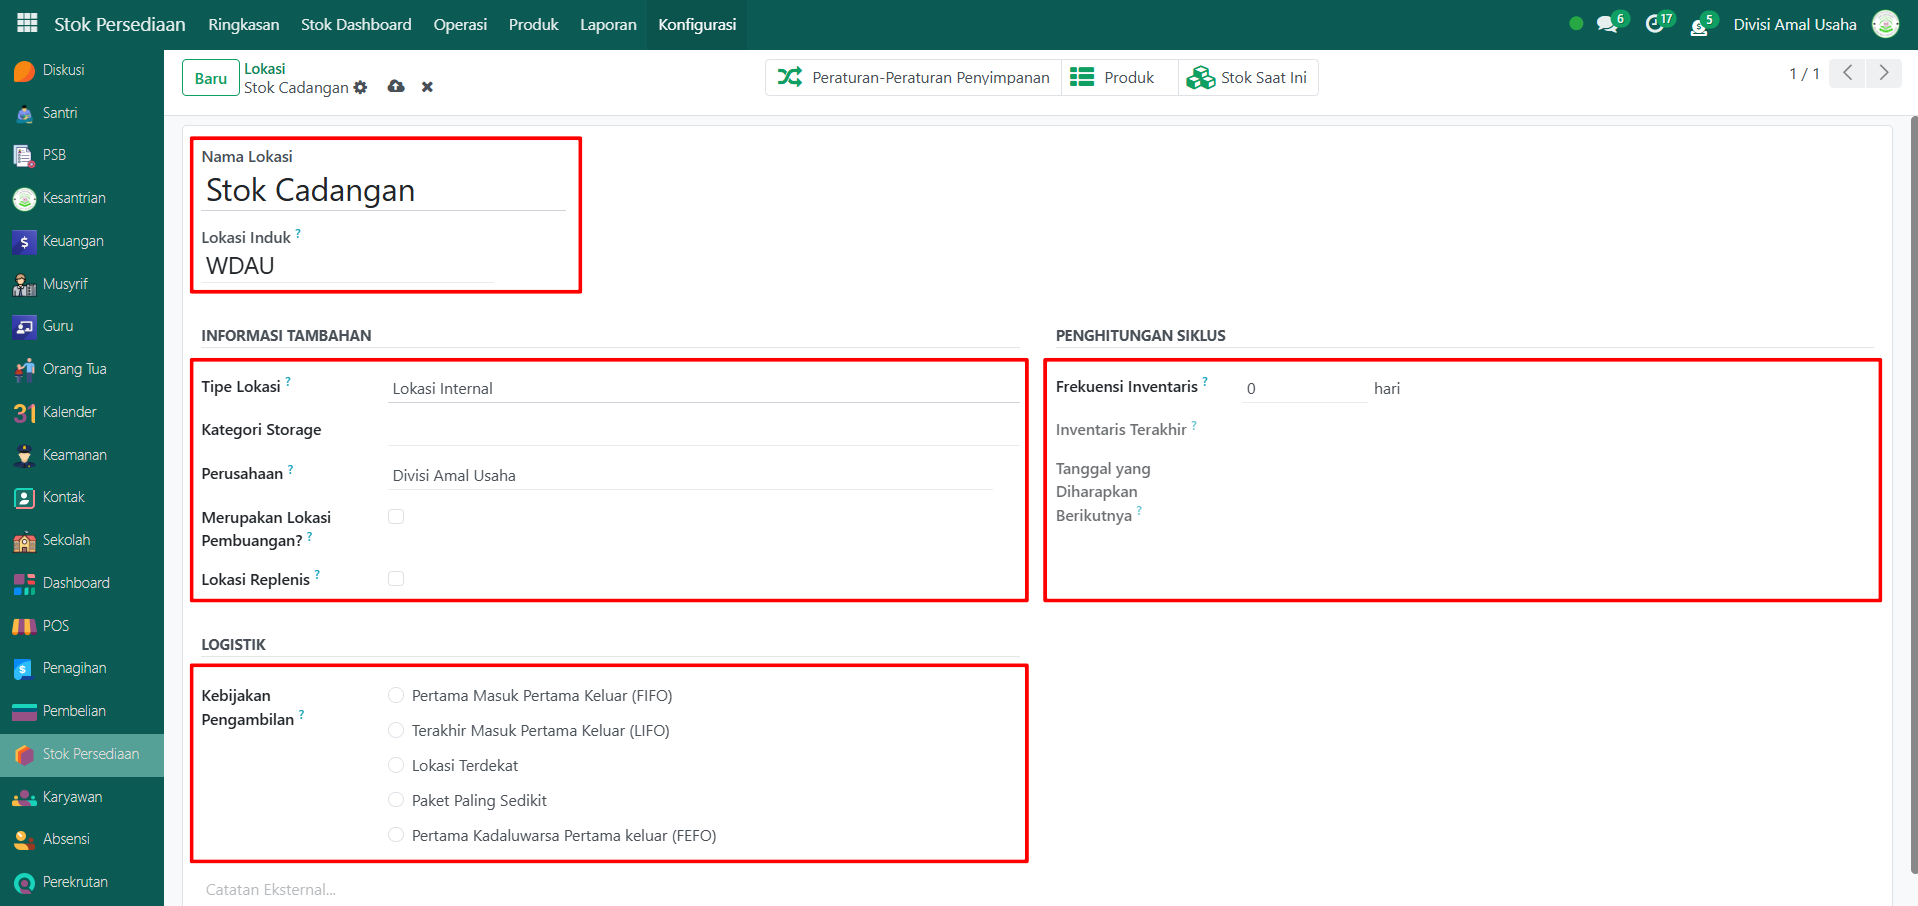 Stok Persediaan Ringkasan Stok Dashboard Operasi Produk Laporan Konfigurasi 6 17 5 Divisi Amal Usaha
Diskusi
Santri
PSB
Kesantrian
Keuangan
Musyrif
Guru
Orang Tua
31 Kalender
Keamanan
Kontak
Sekolah
Dashboard
POS
Penagihan
Pembelian
Stok Persediaan
Karyawan
Absensi
Perekrutan
Baru
Lokasi
Stok Cadangan
Peraturan-Peraturan Penyimpanan
Produk
Stok Saat Ini
1 / 1
Nama Lokasi
Stok Cadangan
Lokasi Induk ?
WDAU
INFORMASI TAMBAHAN
Tipe Lokasi ? Lokasi Internal
Kategori Storage
Perusahaan ? Divisi Amal Usaha
Merupakan Lokasi
Pembuangan? ?
Lokasi Replenis ?
PENGHITUNGAN SIKLUS
Frekuensi Inventaris ? 0 hari
Inventaris Terakhir ?
Tanggal yang
Diharapkan
Berikutnya ?
LOGISTIK
Kebijakan
Pengambilan ?
Pertama Masuk Pertama Keluar (FIFO)
Terakhir Masuk Pertama Keluar (LIFO)
Lokasi Terdekat
Paket Paling Sedikit
Pertama Kadaluwarsa Pertama keluar (FEFO)
Catatan Eksternal...